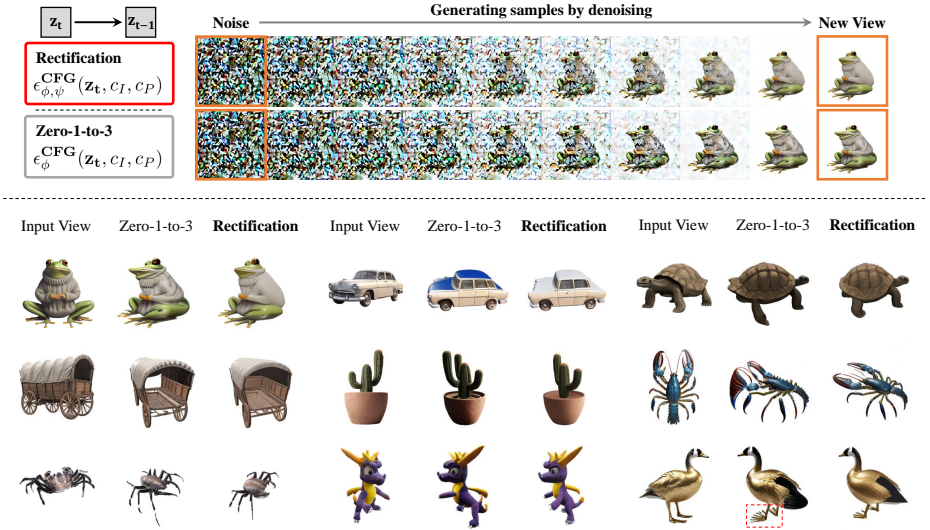 z_t z_{t-1}
Generating samples by denoising
Noise New View
Rectification
ϵ^{CFG}_{ϕ,ψ}(z_t, c_I, c_P)
Zero-1-to-3
ϵ^{CFG}_ϕ(z_t, c_I, c_P)
Input View Zero-1-to-3 Rectification Input View Zero-1-to-3 Rectification Input View Zero-1-to-3 Rectification